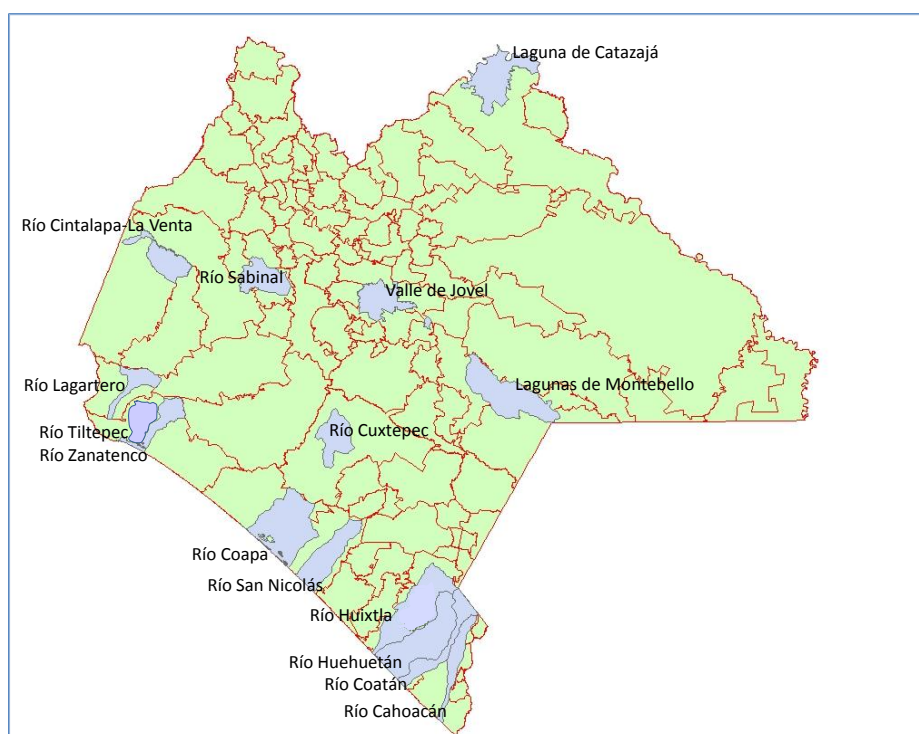 Laguna de Catazajá
Río Cintalapa-La Venta
Río Sabinal
Valle de Jovel
Río Lagartero
Lagunas de Montebello
Río Tiltepec
Río Cuxtepec
Río Zanatenco
Río Coapa
Río San Nicolás
Río Huixtla
Río Huehuetán
Río Coatán
Río Cahoacán